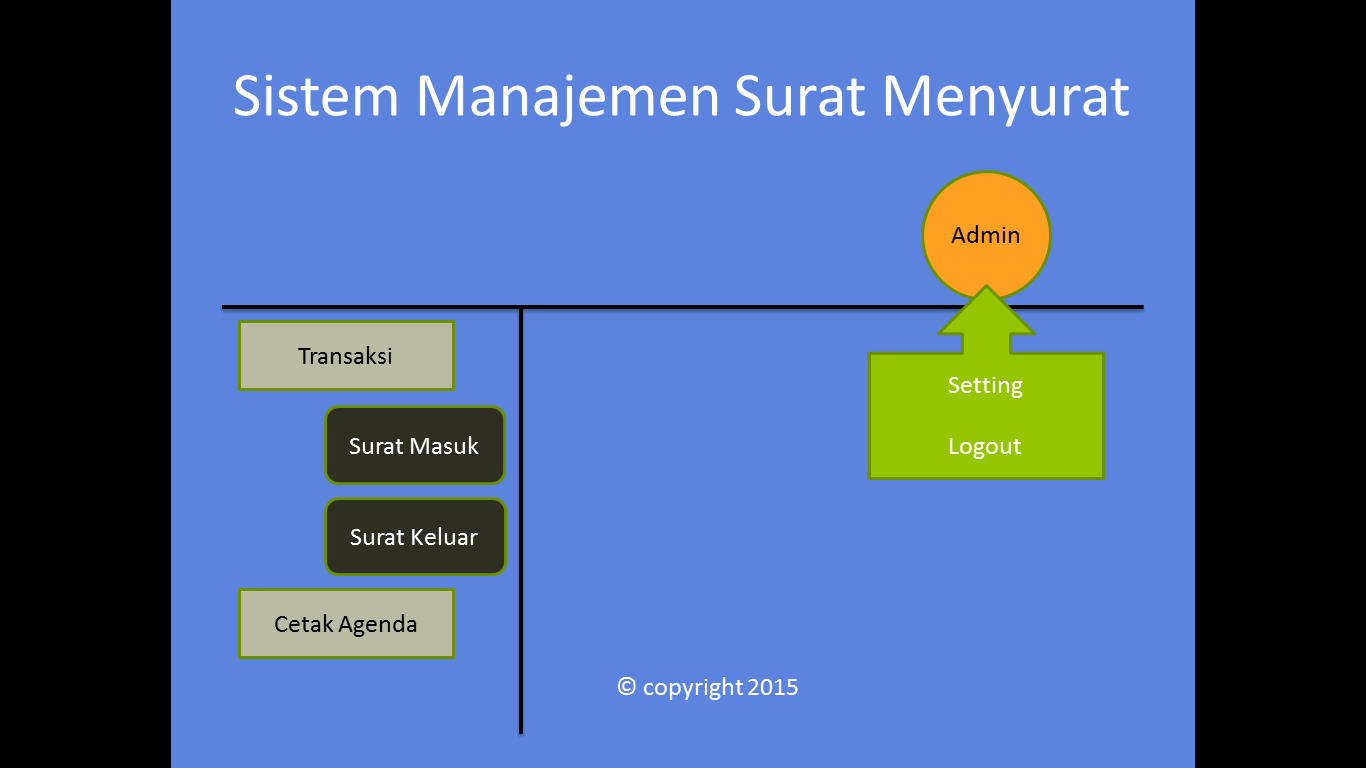 Sistem Manajemen Surat Menyurat
Admin
Transaksi
Surat Masuk
Surat Keluar
Cetak Agenda
Setting
Logout
© copyright 2015